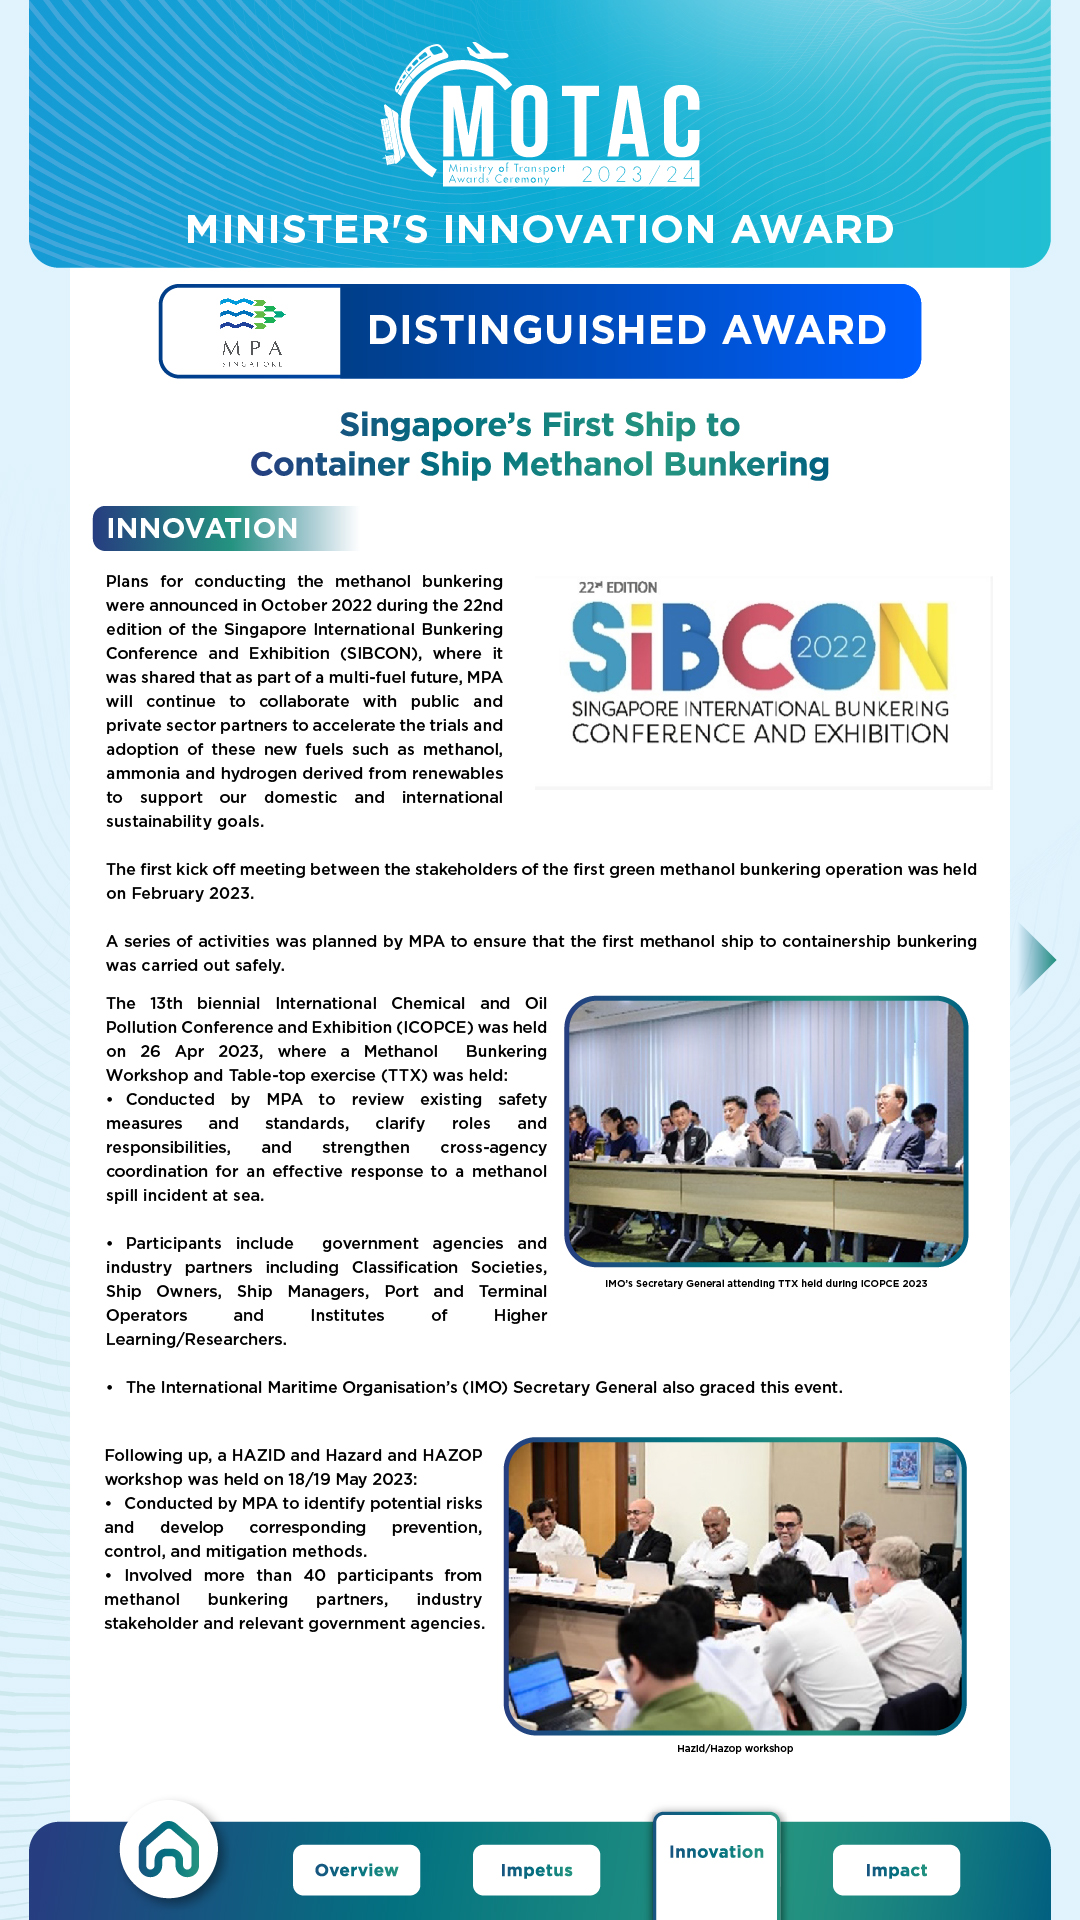 MOTAC
Ministry of Transport
Awards Ceremony 2023/24
MINISTER'S INNOVATION AWARD
MPA
SINGAPORE
DISTINGUISHED AWARD
Singapore’s First Ship to
Container Ship Methanol Bunkering
INNOVATION
Plans for conducting the methanol bunkering
were announced in October 2022 during the 22nd
edition of the Singapore International Bunkering
Conference and Exhibition (SIBCON), where it
was shared that as part of a multi-fuel future, MPA
will continue to collaborate with public and
private sector partners to accelerate the trials and
adoption of these new fuels such as methanol,
ammonia and hydrogen derived from renewables
to support our domestic and international
sustainability goals.
22nd EDITION
SiBCON
2022
SINGAPORE INTERNATIONAL BUNKERING
CONFERENCE AND EXHIBITION
The first kick off meeting between the stakeholders of the first green methanol bunkering operation was held
on February 2023.
A series of activities was planned by MPA to ensure that the first methanol ship to containership bunkering
was carried out safely.
The 13th biennial International Chemical and Oil
Pollution Conference and Exhibition (ICOPCE) was held
on 26 Apr 2023, where a Methanol Bunkering
Workshop and Table-top exercise (TTX) was held:
• Conducted by MPA to review existing safety
measures and standards, clarify roles and
responsibilities, and strengthen cross-agency
coordination for an effective response to a methanol
spill incident at sea.
• Participants include government agencies and
industry partners including Classification Societies,
Ship Owners, Ship Managers, Port and Terminal
Operators and Institutes of Higher
Learning/Researchers.
IMO’s Secretary General attending TTX held during ICOPCE 2023
• The International Maritime Organisation’s (IMO) Secretary General also graced this event.
Following up, a HAZID and Hazard and HAZOP
workshop was held on 18/19 May 2023:
• Conducted by MPA to identify potential risks
and develop corresponding prevention,
control, and mitigation methods.
• Involved more than 40 participants from
methanol bunkering partners, industry
stakeholder and relevant government agencies.
Hazid/Hazop workshop
Overview
Impetus
Innovation
Impact